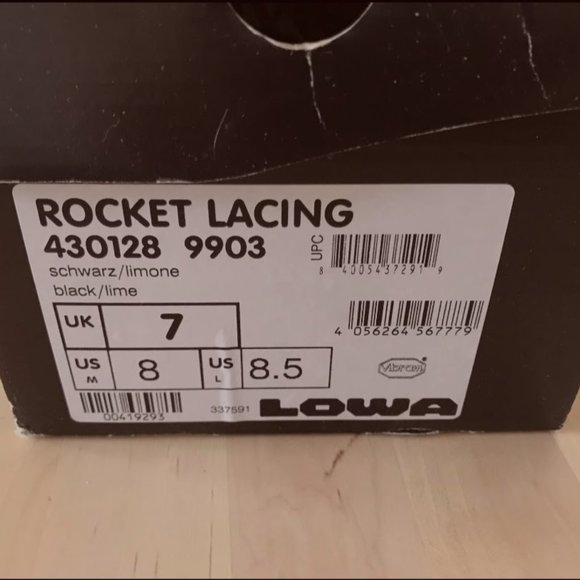 ROCKET LACING
430128 9903
schwarz/limone
black/lime
UPC
8 40054 37291 9
UK 7
4 056264 567779
US M 8 US L 8.5
Vibram ®
00419293
337591 LOWA